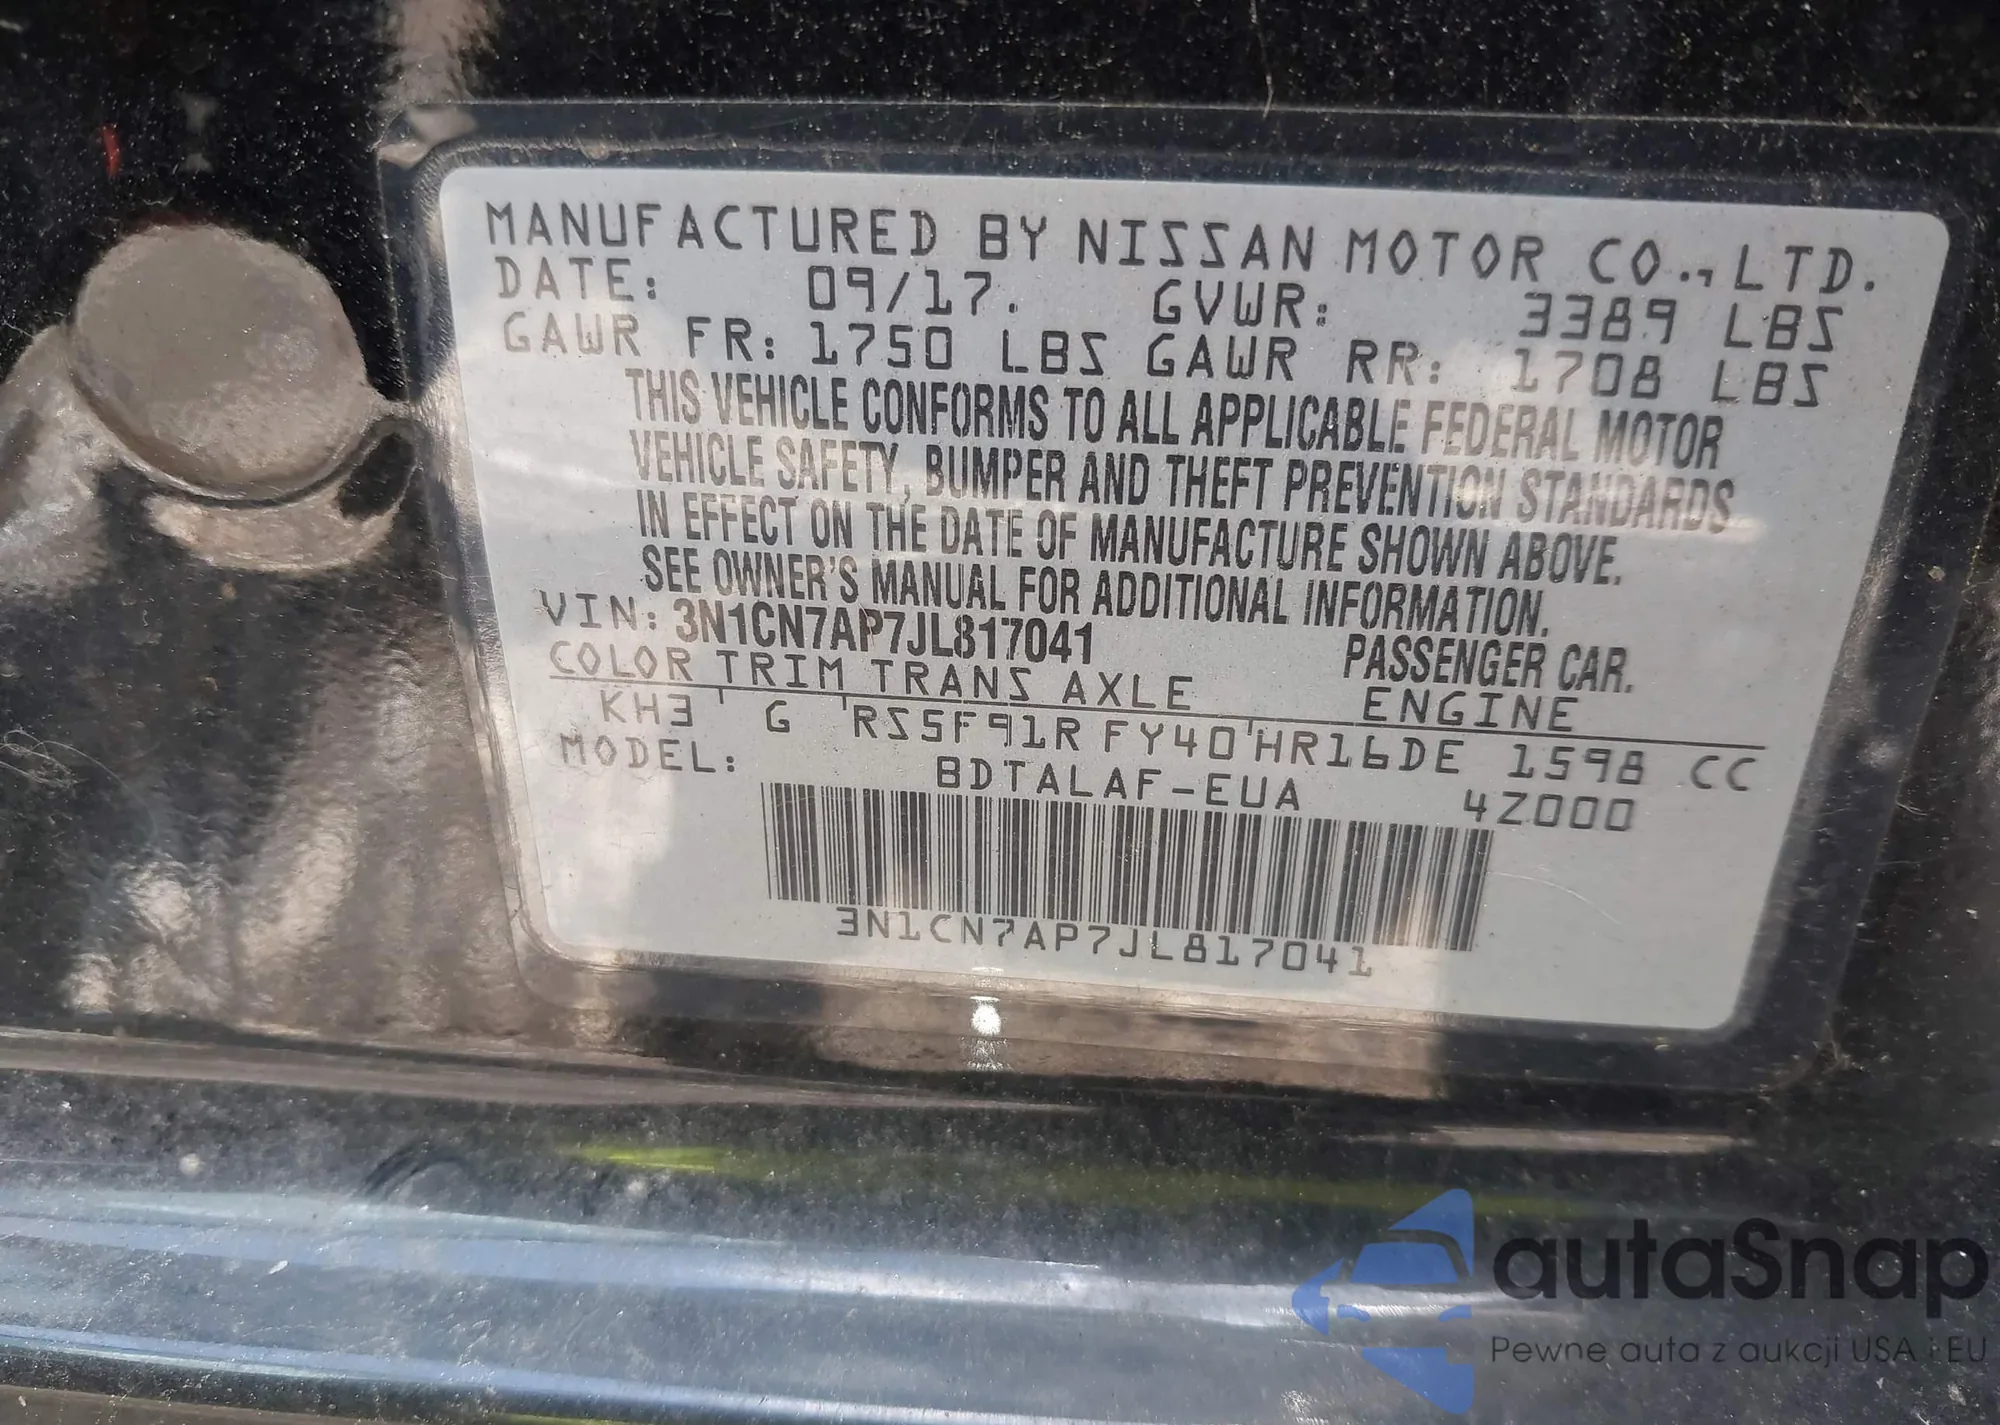 MANUFACTURED BY NISSAN MOTOR CO., LTD.
DATE: 09/17. GVWR: 3389 LBS
GAWR FR: 1750 LBS GAWR RR: 1708 LBS
THIS VEHICLE CONFORMS TO ALL APPLICABLE FEDERAL MOTOR
VEHICLE SAFETY, BUMPER AND THEFT PREVENTION STANDARDS
IN EFFECT ON THE DATE OF MANUFACTURE SHOWN ABOVE.
SEE OWNER'S MANUAL FOR ADDITIONAL INFORMATION.
VIN: 3N1CN7AP7JL817041 PASSENGER CAR.
COLOR TRIM TRANS AXLE ENGINE
KH3 ' G 'RS5F91R FY40'HR16DE 1598 CC
MODEL: BDTALAF-EUA 4Z000
3N1CN7AP7JL817041
autaSnap
Pewne auta z aukcji USA i EU